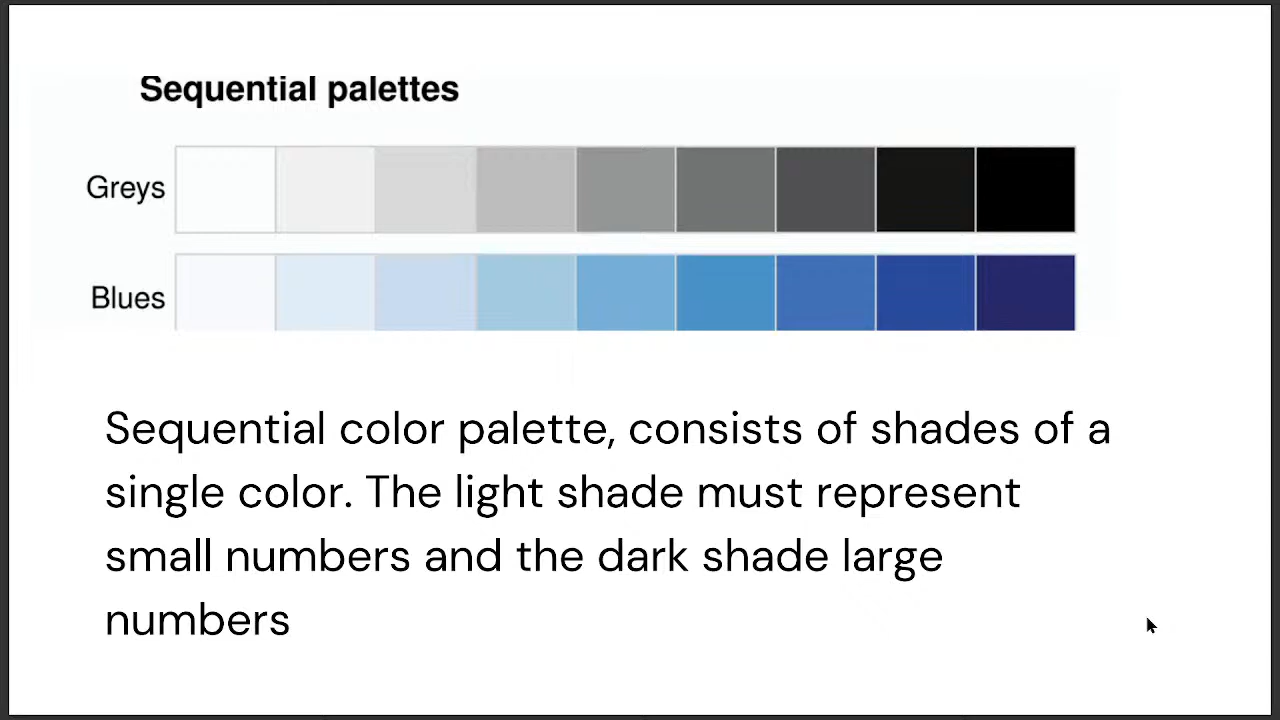 Sequential palettes
Greys
Blues
Sequential color palette, consists of shades of a
single color. The light shade must represent
small numbers and the dark shade large
numbers